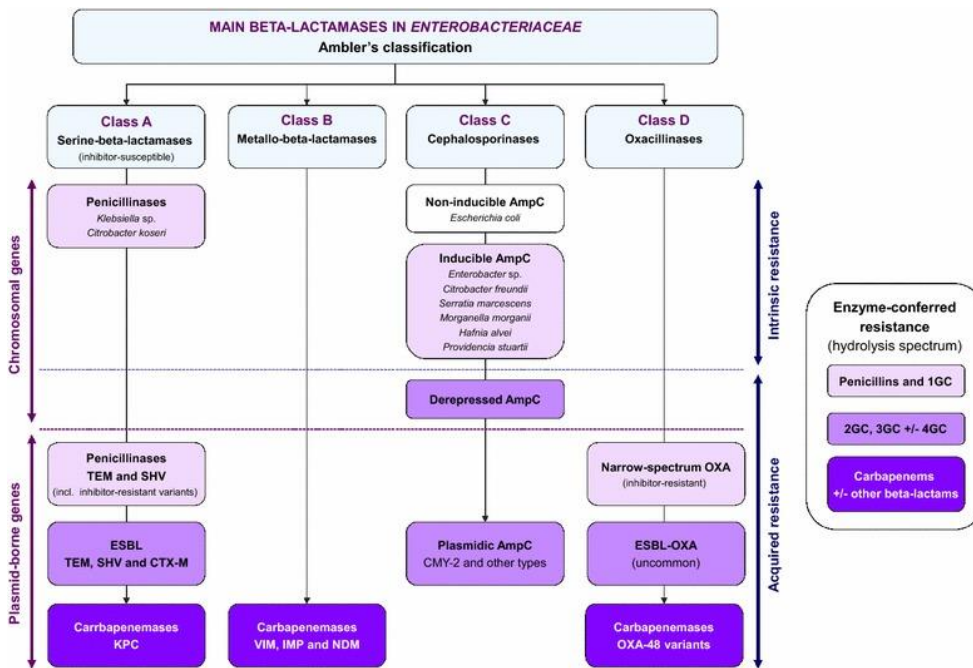 MAIN BETA-LACTAMASES IN ENTEROBACTERIACEAE
Ambler's classification
Class A
Serine-beta-lactamases
(inhibitor-susceptible)
Class B
Metallo-beta-lactamases
Class C
Cephalosporinases
Class D
Oxacillinases
Chromosomal genes
Plasmid-borne genes
Penicillinases
Klebsiella sp.
Citrobacter koseri
Non-inducible AmpC
Escherichia coli
Inducible AmpC
Enterobacter sp.
Citrobacter freundii
Serratia marcescens
Morganella morganii
Hafnia alvei
Providencia stuartii
Derepressed AmpC
Penicillinases
TEM and SHV
(incl. inhibitor-resistant variants)
Narrow-spectrum OXA
(inhibitor-resistant)
ESBL
TEM, SHV and CTX-M
Plasmidic AmpC
CMY-2 and other types
ESBL-OXA
(uncommon)
Carrbapenemases
KPC
Carbapenemases
VIM, IMP and NDM
Carbapenemases
OXA-48 variants
Intrinsic resistance
Acquired resistance
Enzyme-conferred
resistance
(hydrolysis spectrum)
Penicillins and 1GC
2GC, 3GC +/- 4GC
Carbapenems
+/- other beta-lactams